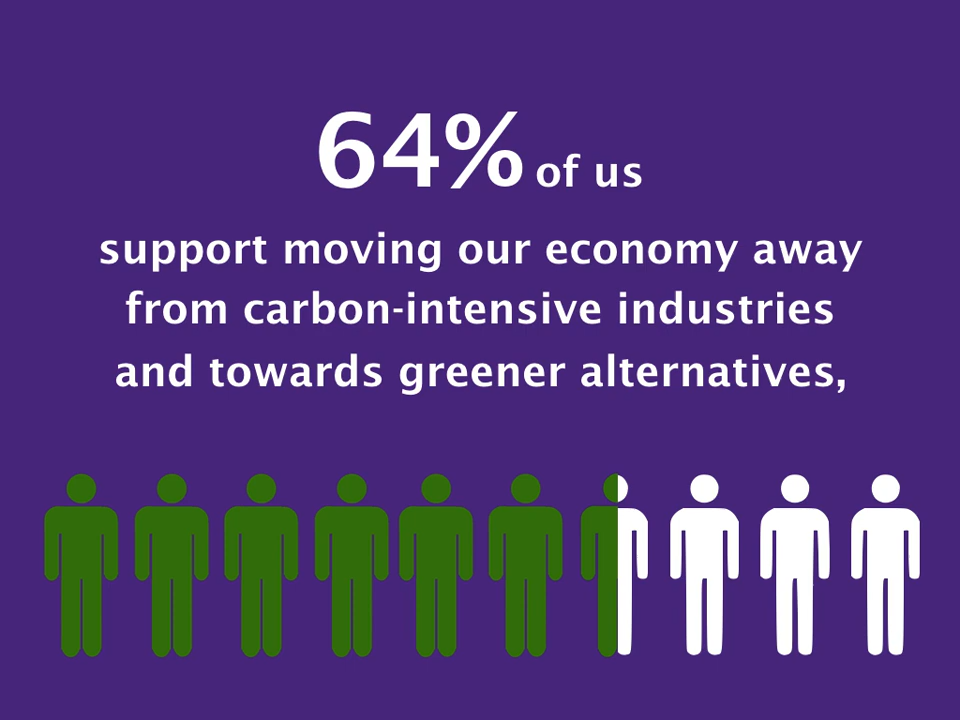 64% of us
support moving our economy away
from carbon-intensive industries
and towards greener alternatives,